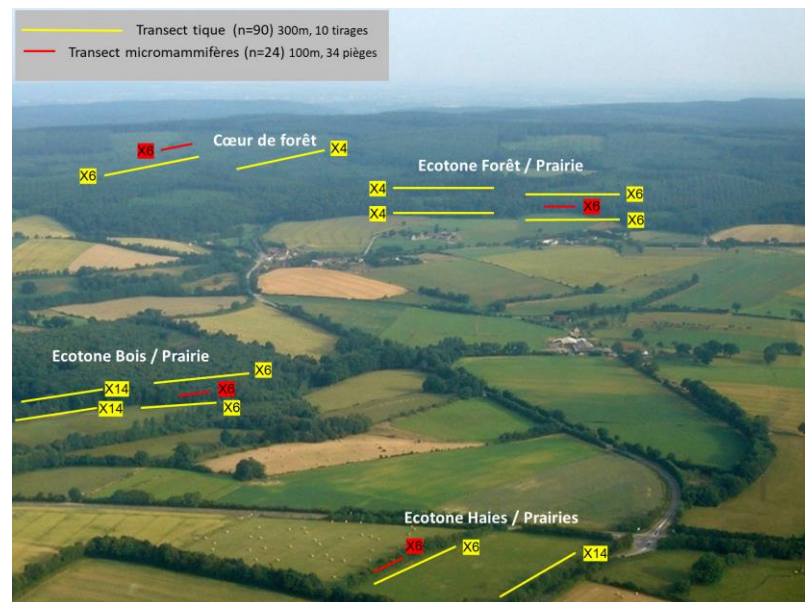 Transect tique (n=90) 300m, 10 tirages
Transect micromammifères (n=24) 100m, 34 pièges
Cœur de forêt
X6
X4
X6
Ecotone Forêt / Prairie
X4
X6
X6
X4
X6
Ecotone Bois / Prairie
X6
X14
X6
X14
X6
Ecotone Haies / Prairies
X6
X6
X14